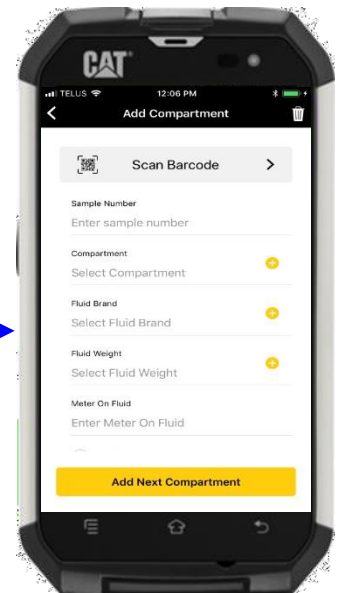 CAT
TELUS 12:06 PM
Add Compartment
Scan Barcode
Sample Number
Enter sample number
Compartment
Select Compartment
Fluid Brand
Select Fluid Brand
Fluid Weight
Select Fluid Weight
Meter On Fluid
Enter Meter On Fluid
Add Next Compartment